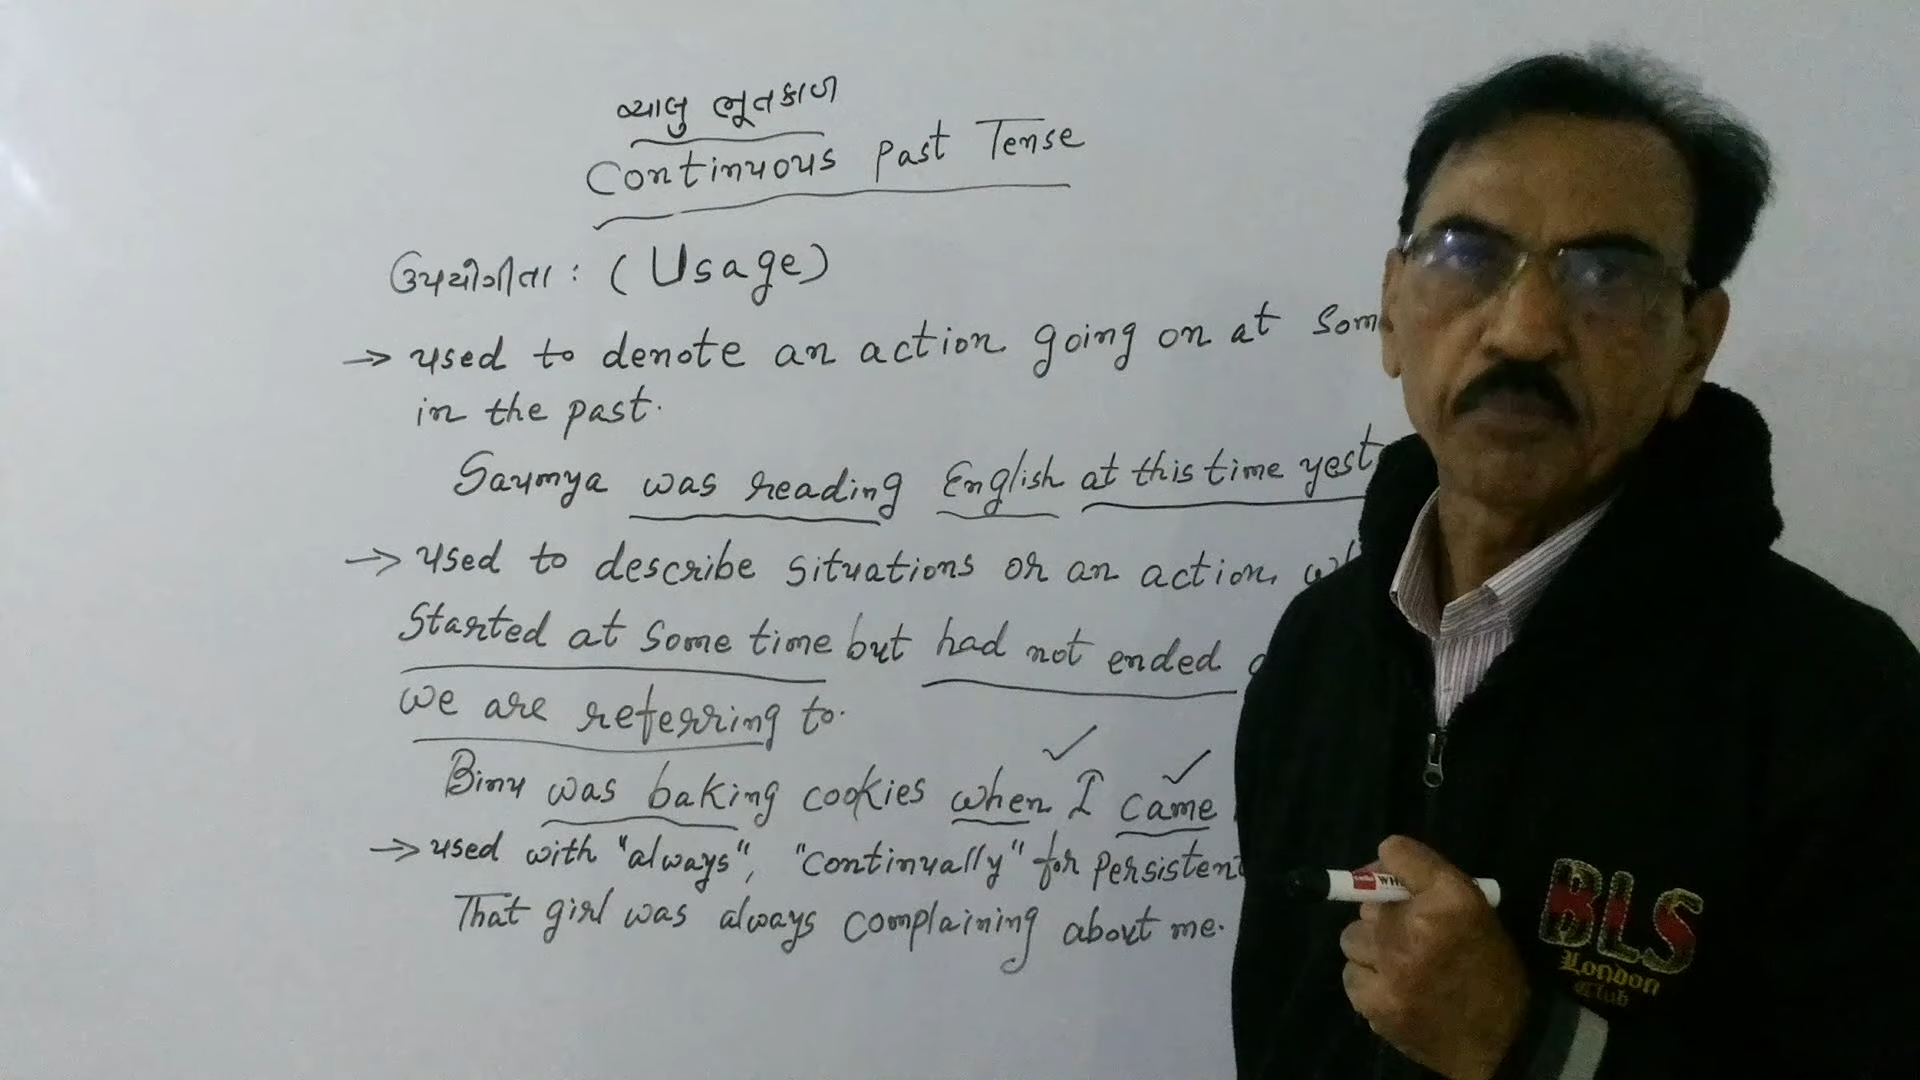 ચાલુ ભૂતકાળ
Continuous Past Tense
ઉપયોગીતા : (Usage)
→ used to denote an action going on at som
in the past.
Saumya was reading English at this time yest
→ used to describe situations or an action
Started at some time but had not ended
we are referring to.
Binu was baking cookies when I came
→ used with "always", "continually" for persistent
That girl was always complaining about me.
BLS
London
Club